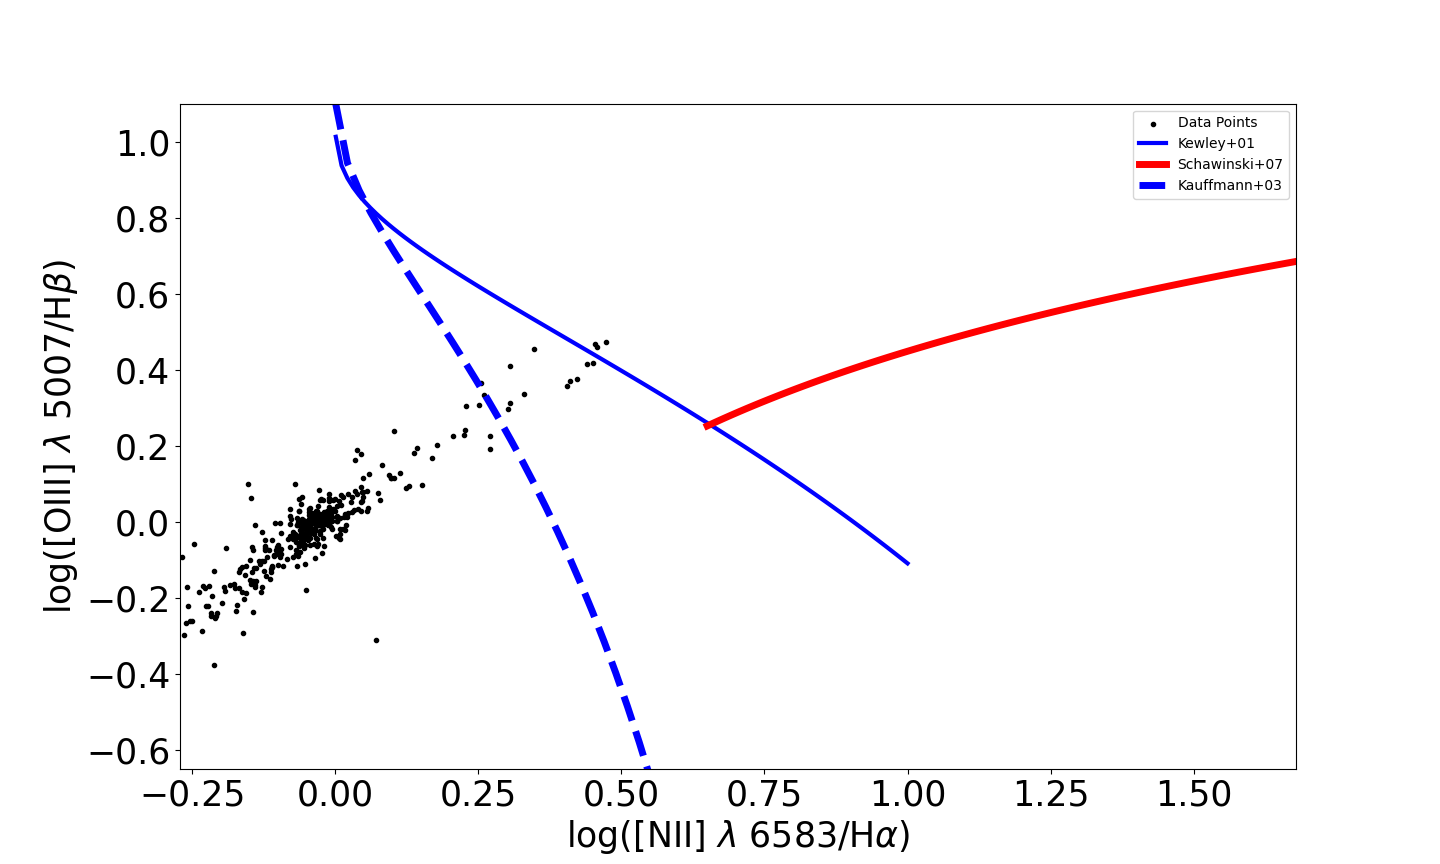 Data Points
Kewley+01
Schawinski+07
Kauffmann+03
1.0
0.8
0.6
0.4
0.2
0.0
−0.2
−0.4
−0.6
log([OIII] λ 5007/Hβ)
−0.25 0.00 0.25 0.50 0.75 1.00 1.25 1.50
log([NII] λ 6583/Hα)